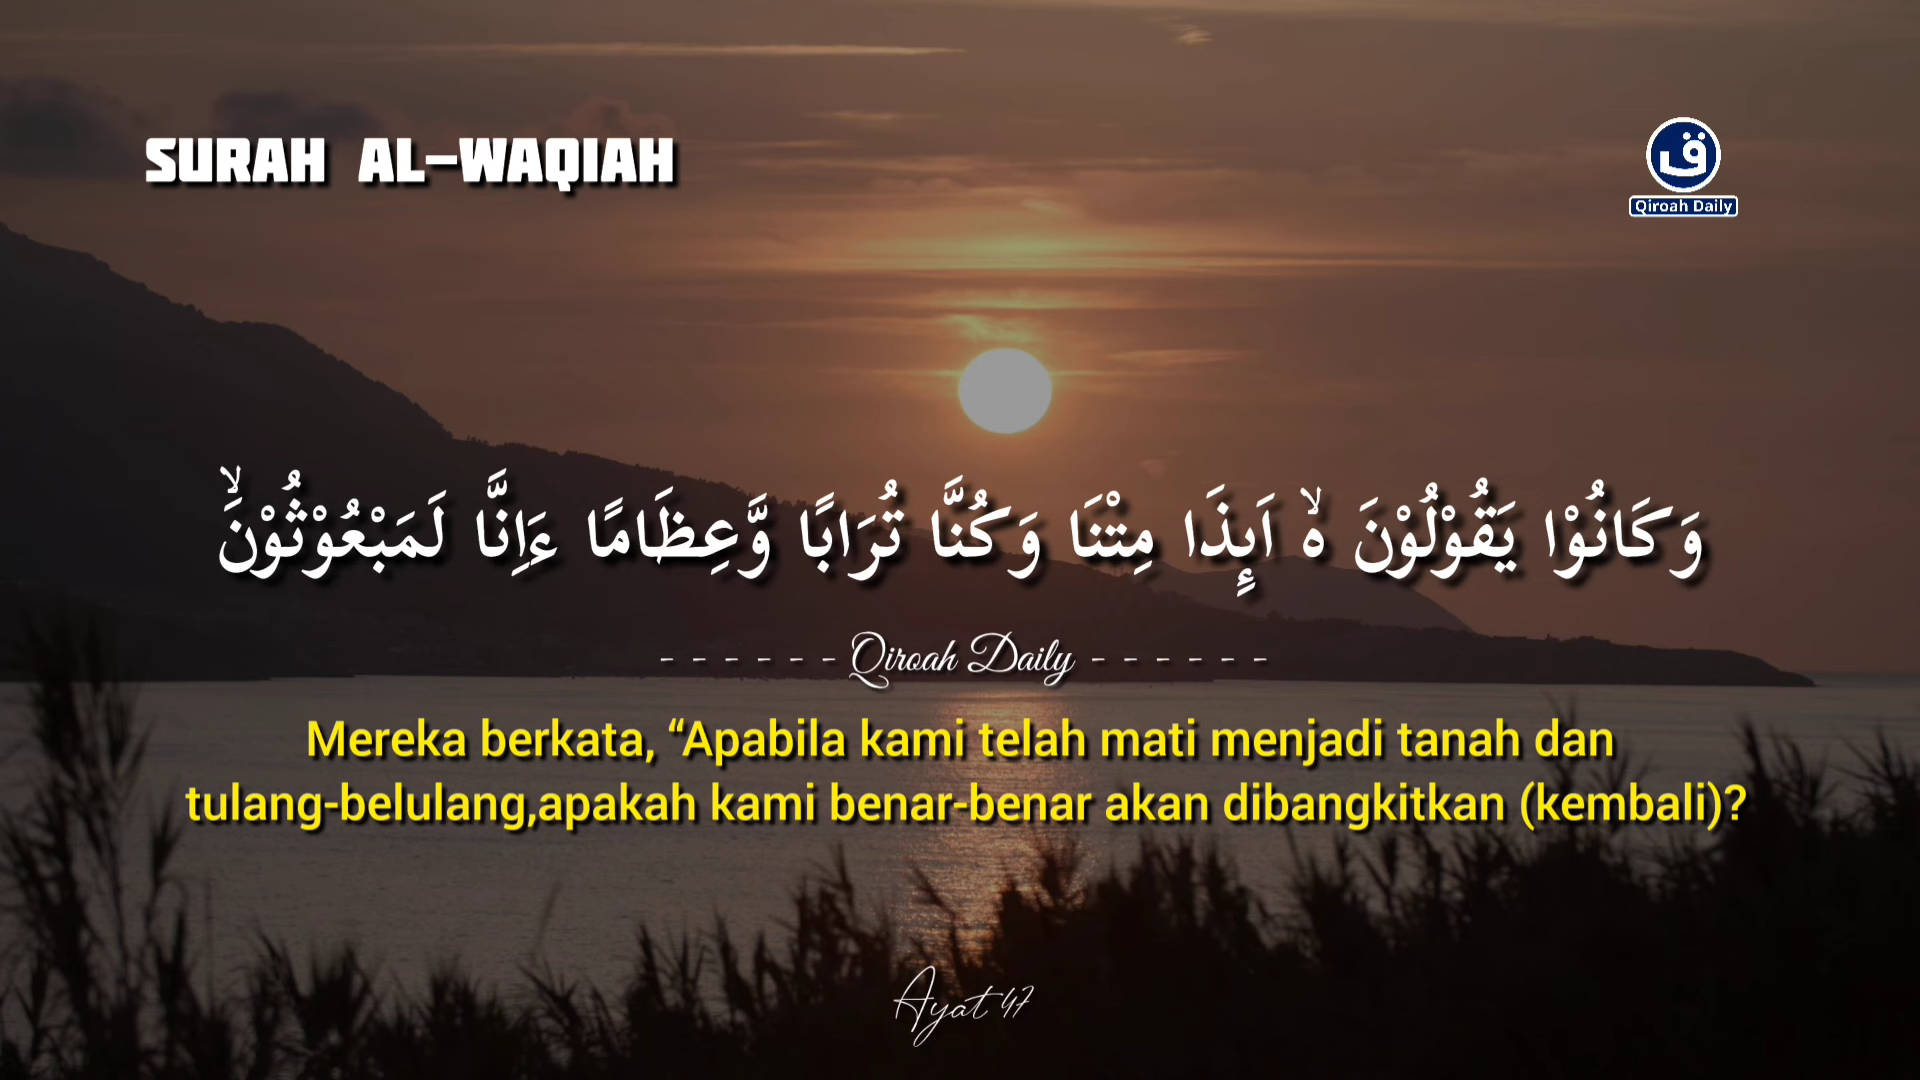 SURAH AL-WAQIAH
ق
Qiroah Daily
وَكَانُوْا يَقُوْلُوْنَ ەۙ اَىِٕذَا مِتْنَا وَكُنَّا تُرَابًا وَّعِظَامًا ءَاِنَّا لَمَبْعُوْثُوْنَۙ
- - - - - - Qiroah Daily - - - - - -
Mereka berkata, “Apabila kami telah mati menjadi tanah dan
tulang-belulang,apakah kami benar-benar akan dibangkitkan (kembali)?
Ayat 47